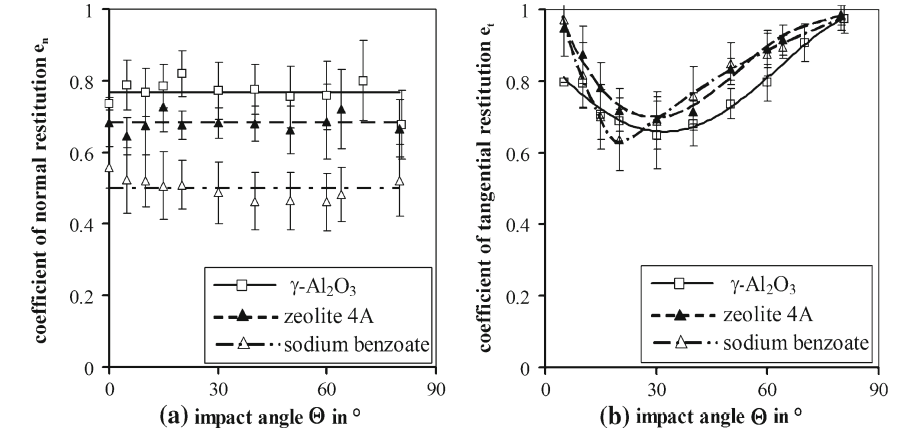 coefficient of normal restitution eₙ
1
0.8
0.6
0.4
0.2
0
0 30 60 90
γ-Al₂O₃
zeolite 4A
sodium benzoate
(a) impact angle Θ in °
coefficient of tangential restitution eₜ
1
0.8
0.6
0.4
0.2
0
0 30 60 90
γ-Al₂O₃
zeolite 4A
sodium benzoate
(b) impact angle Θ in °